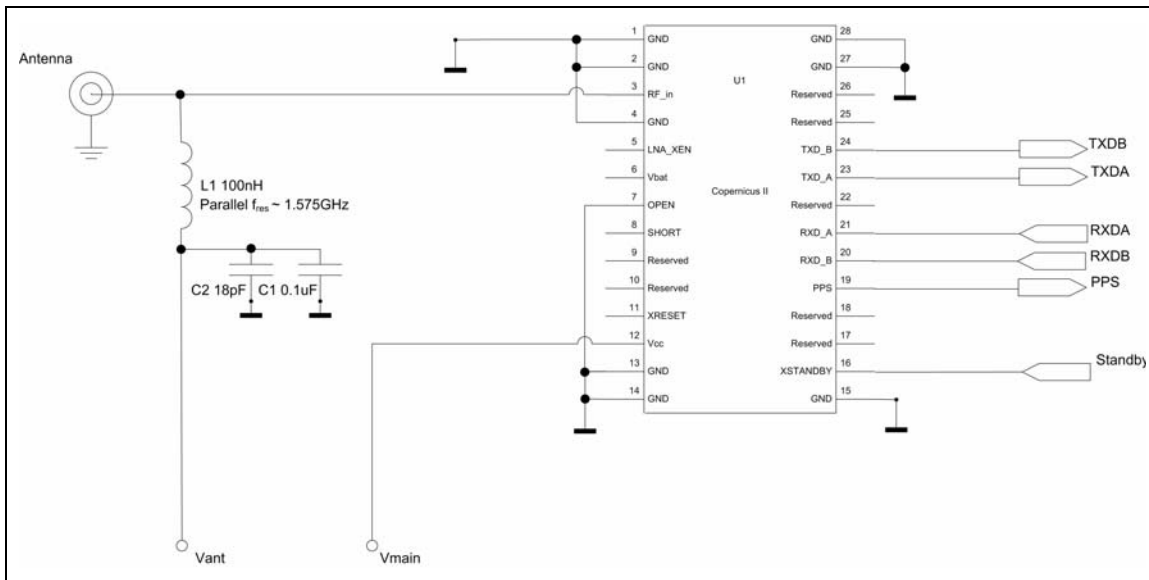 Antenna
L1 100nH
Parallel fres ~ 1.575GHz
C2 18pF C1 0.1uF
Vant
Vmain
U1
Copernicus II
1 GND
2 GND
3 RF_in
4 GND
5 LNA_XEN
6 Vbat
7 OPEN
8 SHORT
9 Reserved
10 Reserved
11 XRESET
12 Vcc
13 GND
14 GND
GND 28
GND 27
Reserved 26
Reserved 25
TXD_B 24 TXDB
TXD_A 23 TXDA
Reserved 22
RXD_A 21 RXDA
RXD_B 20 RXDB
PPS 19 PPS
Reserved 18
Reserved 17
XSTANDBY 16 Standby
GND 15